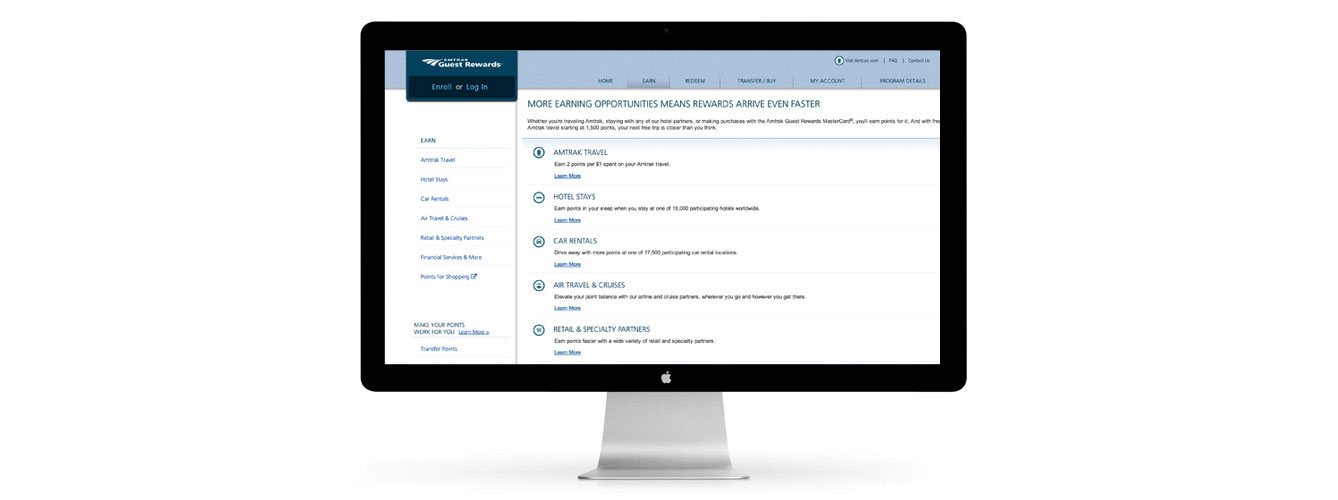 AMTRAK
Guest Rewards
Enroll or Log In
Visit Amtrak.com | FAQ | Contact Us
HOME EARN REDEEM TRANSFER / BUY MY ACCOUNT PROGRAM DETAILS
EARN
Amtrak Travel
Hotel Stays
Car Rentals
Air Travel & Cruises
Retail & Specialty Partners
Financial Services & More
Points for Shopping
MAKE YOUR POINTS
WORK FOR YOU Learn More »
Transfer Points
MORE EARNING OPPORTUNITIES MEANS REWARDS ARRIVE EVEN FASTER
Whether you're traveling Amtrak, staying with any of our hotel partners, or making purchases with the Amtrak Guest Rewards MasterCard®, you'll earn points for it. And with free
Amtrak travel starting at 1,500 points, your next free trip is closer than you think.
AMTRAK TRAVEL
Earn 2 points per $1 spent on your Amtrak travel.
Learn More
HOTEL STAYS
Earn points in your sleep when you stay at one of 18,000 participating hotels worldwide.
Learn More
CAR RENTALS
Drive away with more points at one of 17,500 participating car rental locations.
Learn More
AIR TRAVEL & CRUISES
Elevate your point balance with our airline and cruise partners, wherever you go and however you get there.
Learn More
RETAIL & SPECIALTY PARTNERS
Earn points faster with a wide variety of retail and specialty partners.
Learn More